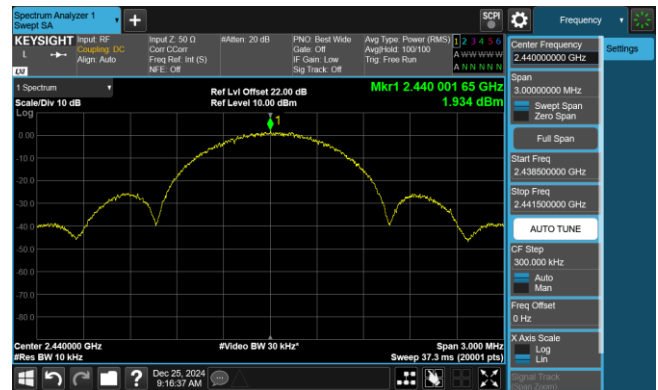 Spectrum Analyzer 1
Swept SA
SCPI
Frequency
KEYSIGHT
L
LXI
Input: RF
Coupling: DC
Align: Auto
Input Z: 50 Ω
Corr CCorr
Freq Ref: Int (S)
NFE: Off
#Atten: 20 dB
PNO: Best Wide
Gate: Off
IF Gain: Low
Sig Track: Off
Avg Type: Power (RMS)
Avg|Hold: 100/100
Trig: Free Run
1 2 3 4 5 6
A W W W W W
A N N N N N
1 Spectrum
Scale/Div 10 dB
Log
Ref Lvl Offset 22.00 dB
Ref Level 10.00 dBm
Mkr1 2.440 001 65 GHz
1.934 dBm
1
0.00
-10.0
-20.0
-30.0
-40.0
-50.0
-60.0
-70.0
-80.0
Center 2.440000 GHz
#Res BW 10 kHz
#Video BW 30 kHz*
Span 3.000 MHz
Sweep 37.3 ms (20001 pts)
Dec 25, 2024
9:16:37 AM
Center Frequency
2.440000000 GHz
Settings
Span
3.00000000 MHz
Swept Span
Zero Span
Full Span
Start Freq
2.438500000 GHz
Stop Freq
2.441500000 GHz
AUTO TUNE
CF Step
300.000 kHz
Auto
Man
Freq Offset
0 Hz
X Axis Scale
Log
Lin
Signal Track
(Span Zoom)